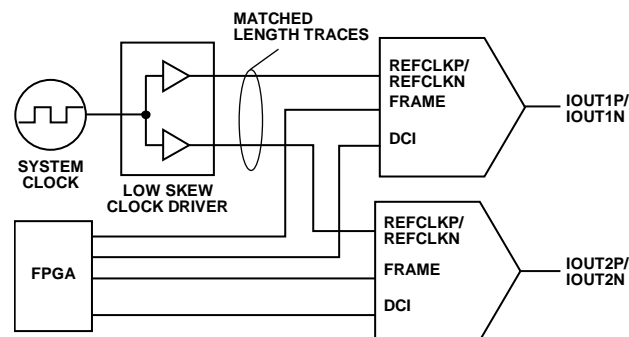 MATCHED
LENGTH TRACES
REFCLKP/
REFCLKN
FRAME
DCI
IOUT1P/
IOUT1N
SYSTEM
CLOCK
LOW SKEW
CLOCK DRIVER
FPGA
REFCLKP/
REFCLKN
FRAME
DCI
IOUT2P/
IOUT2N